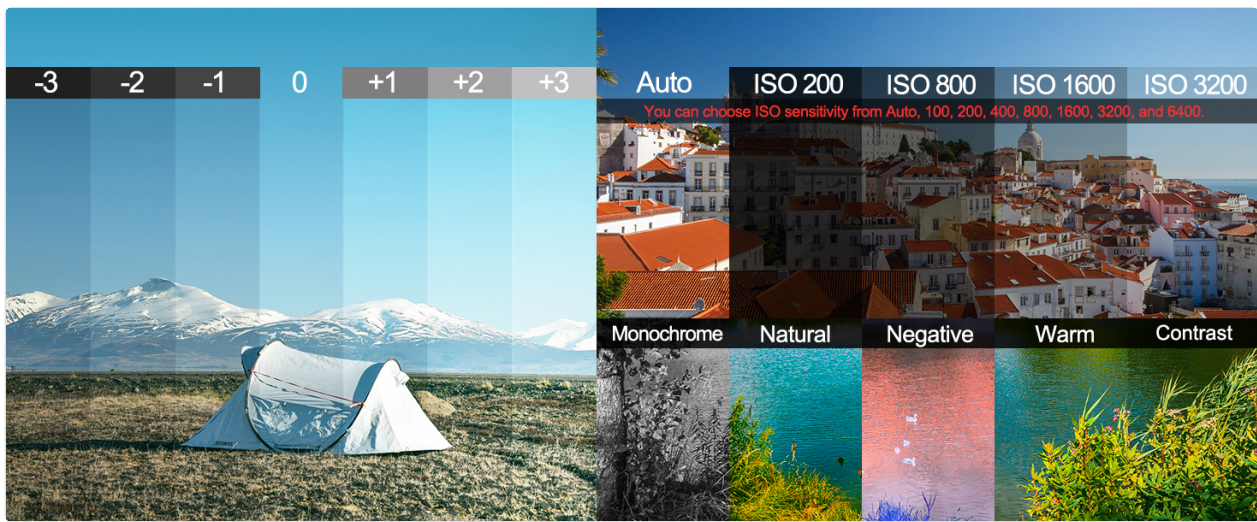 -3 -2 -1 0 +1 +2 +3
Auto ISO 200 ISO 800 ISO 1600 ISO 3200
You can choose ISO sensitivity from Auto, 100, 200, 400, 800, 1600, 3200, and 6400.
Monochrome Natural Negative Warm Contrast